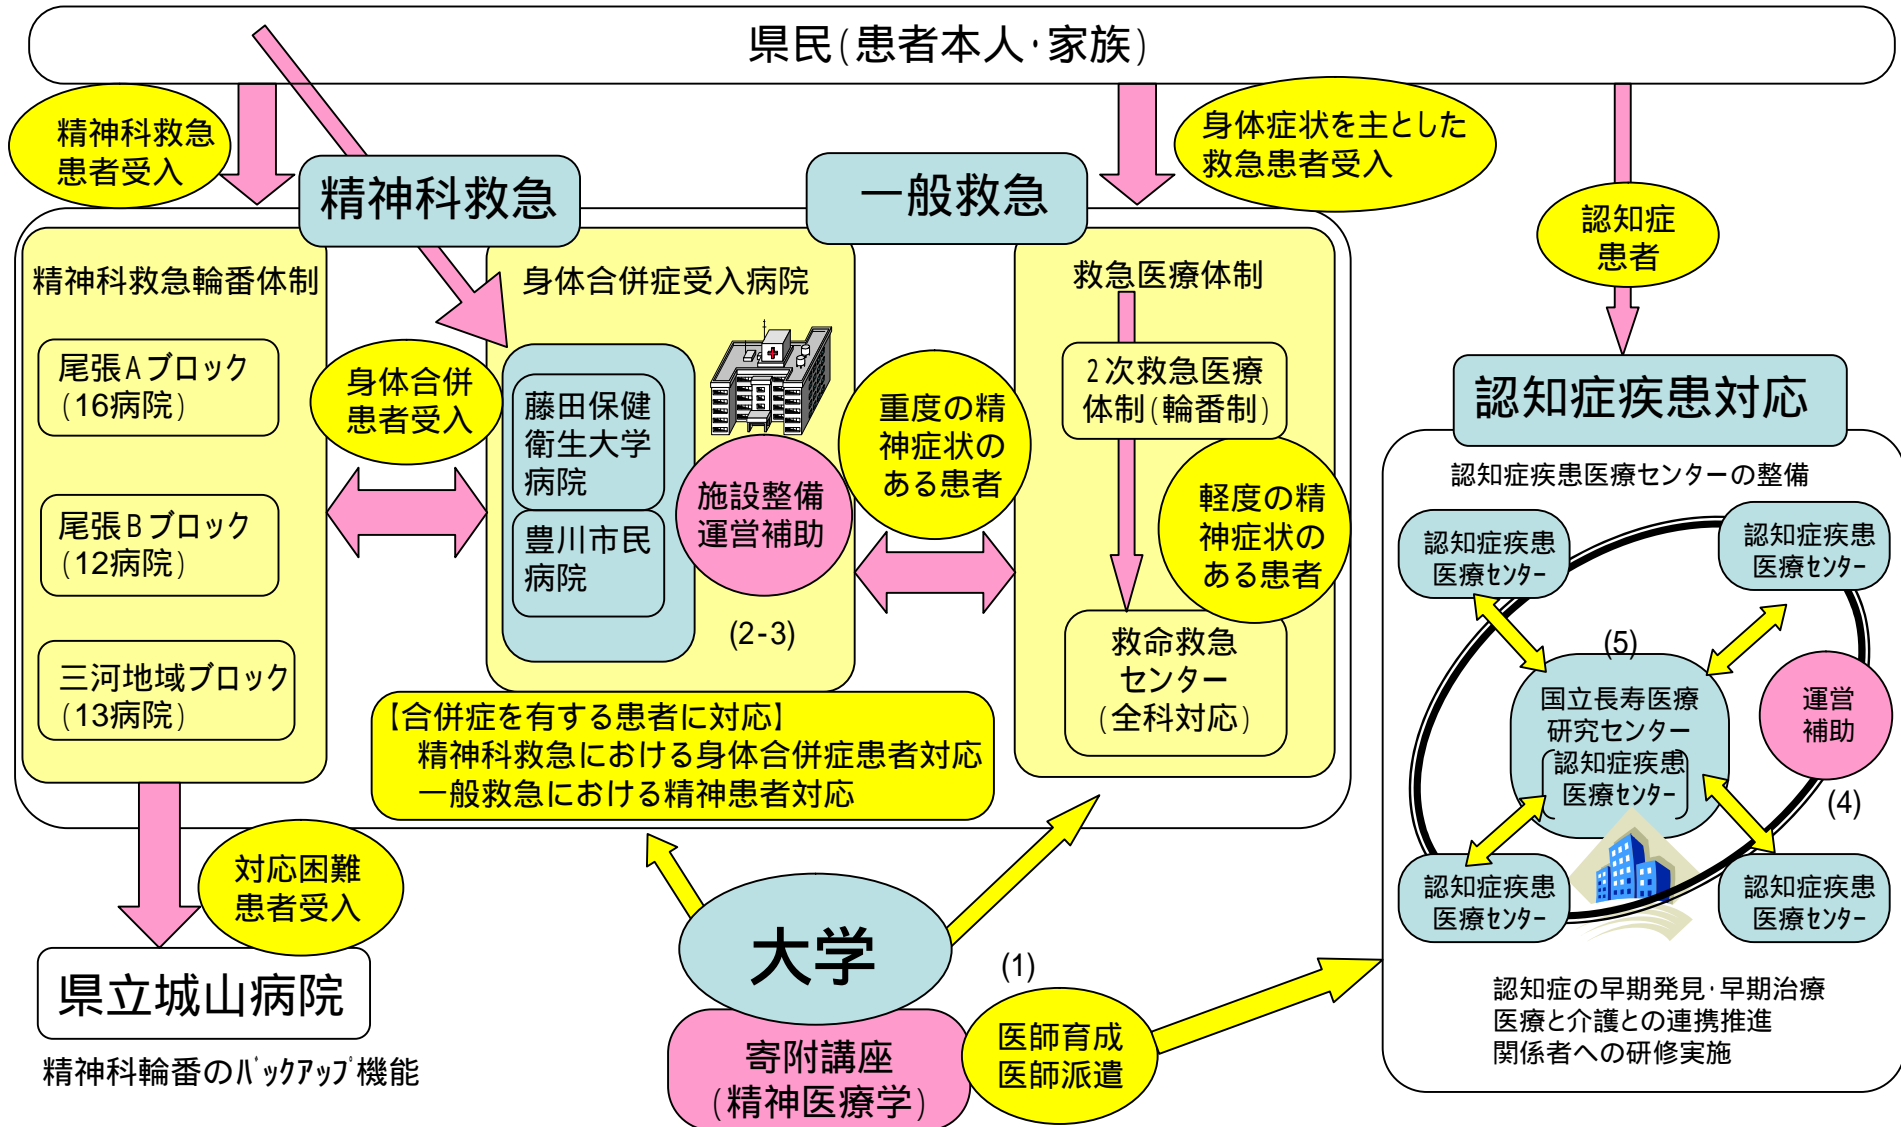 県民(患者本人・家族)
精神科救急
患者受入
身体症状を主とした
救急患者受入
精神科救急
一般救急
認知症
患者
精神科救急輪番体制
身体合併症受入病院
救急医療体制
尾張Aブロック
(16病院)
尾張Bブロック
(12病院)
三河地域ブロック
(13病院)
身体合併
患者受入
藤田保健
衛生大学
病院
豊川市民
病院
施設整備
運営補助
(2-3)
重度の精
神症状の
ある患者
2次救急医療
体制(輪番制)
軽度の精
神症状の
ある患者
救命救急
センター
(全科対応)
【合併症を有する患者に対応】
精神科救急における身体合併症患者対応
一般救急における精神患者対応
対応困難
患者受入
県立城山病院
精神科輪番のバックアップ機能
大学
寄附講座
(精神医療学)
(1)
医師育成
医師派遣
認知症疾患対応
認知症疾患医療センターの整備
認知症疾患
医療センター
認知症疾患
医療センター
(5)
国立長寿医療
研究センター
認知症疾患
医療センター
運営
補助
(4)
認知症疾患
医療センター
認知症疾患
医療センター
認知症の早期発見・早期治療
医療と介護との連携推進
関係者への研修実施